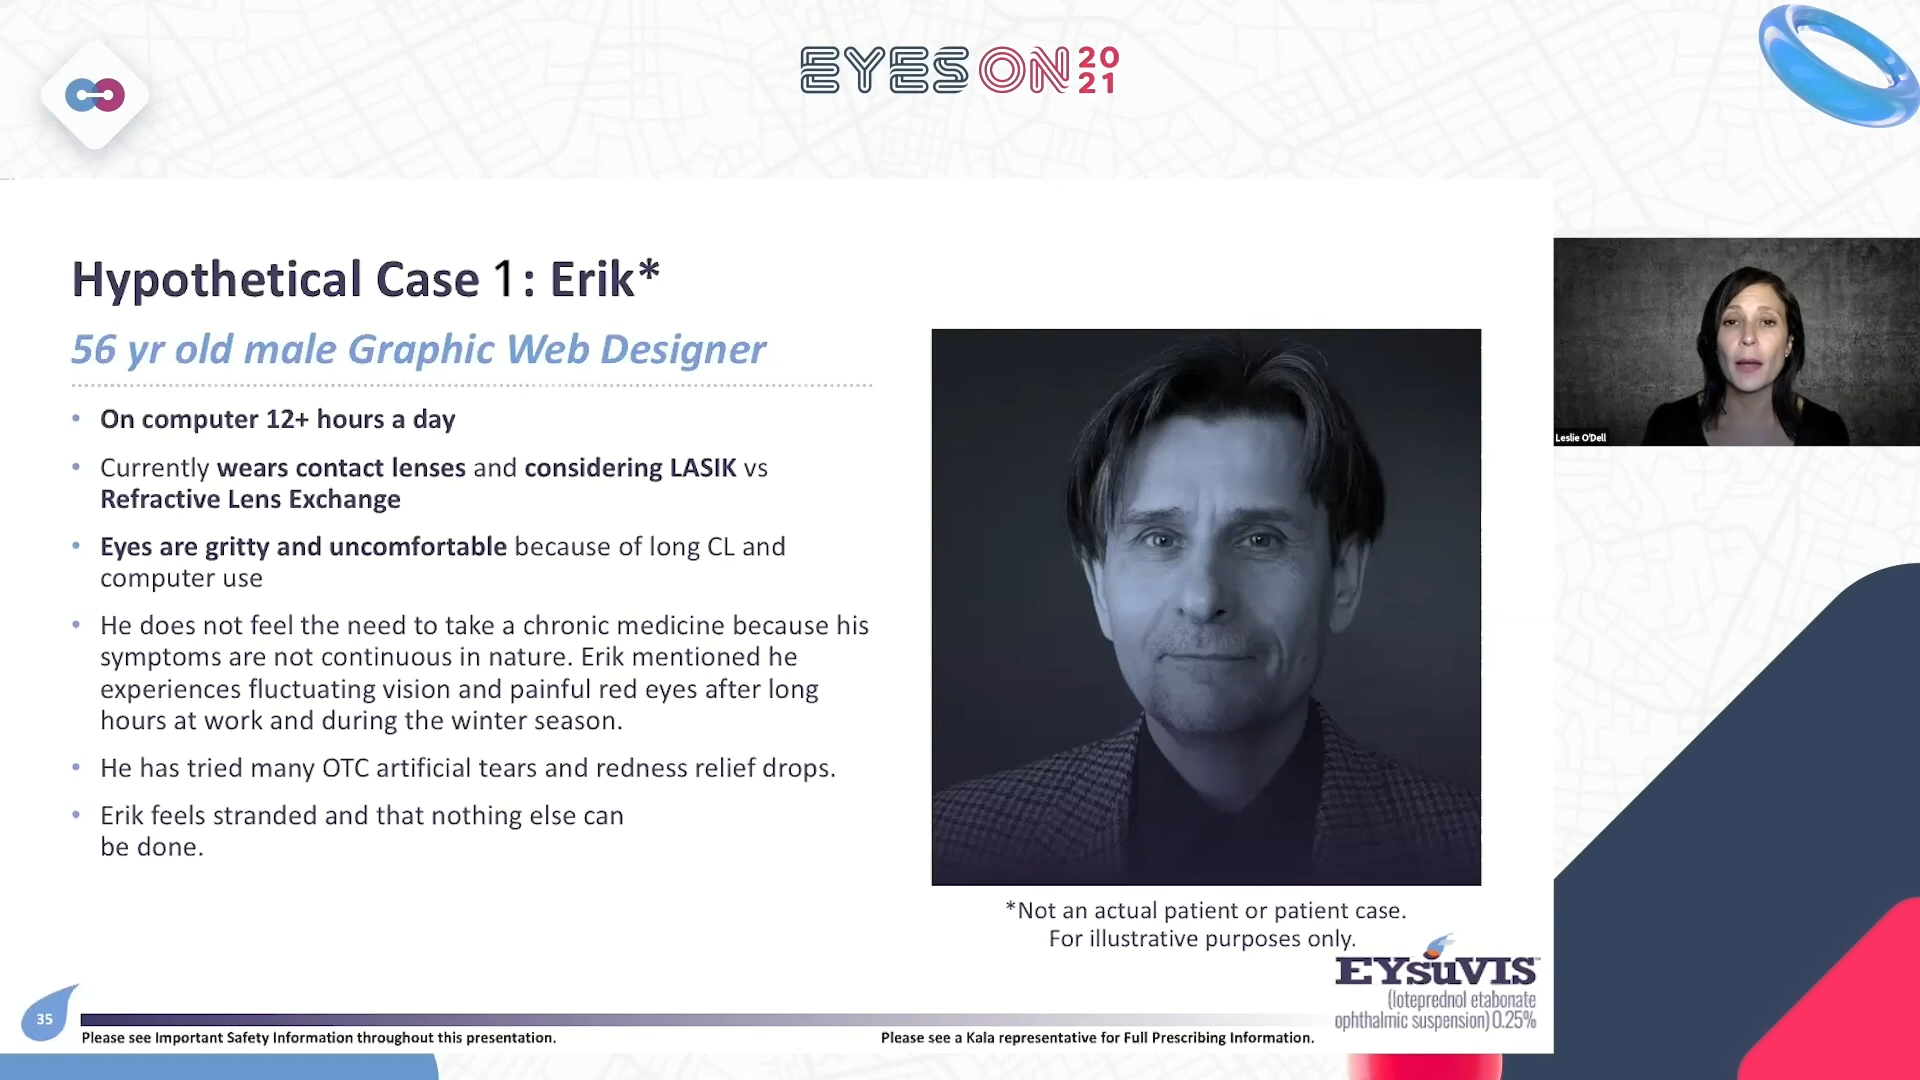 EYES ON 20
21
Hypothetical Case 1: Erik*
56 yr old male Graphic Web Designer
• On computer 12+ hours a day
• Currently wears contact lenses and considering LASIK vs
Refractive Lens Exchange
• Eyes are gritty and uncomfortable because of long CL and
computer use
• He does not feel the need to take a chronic medicine because his
symptoms are not continuous in nature. Erik mentioned he
experiences fluctuating vision and painful red eyes after long
hours at work and during the winter season.
• He has tried many OTC artificial tears and redness relief drops.
• Erik feels stranded and that nothing else can
be done.
Leslie O'Dell
*Not an actual patient or patient case.
For illustrative purposes only.
EYSUVIS™
(loteprednol etabonate
ophthalmic suspension) 0.25%
35
Please see Important Safety Information throughout this presentation.
Please see a Kala representative for Full Prescribing Information.